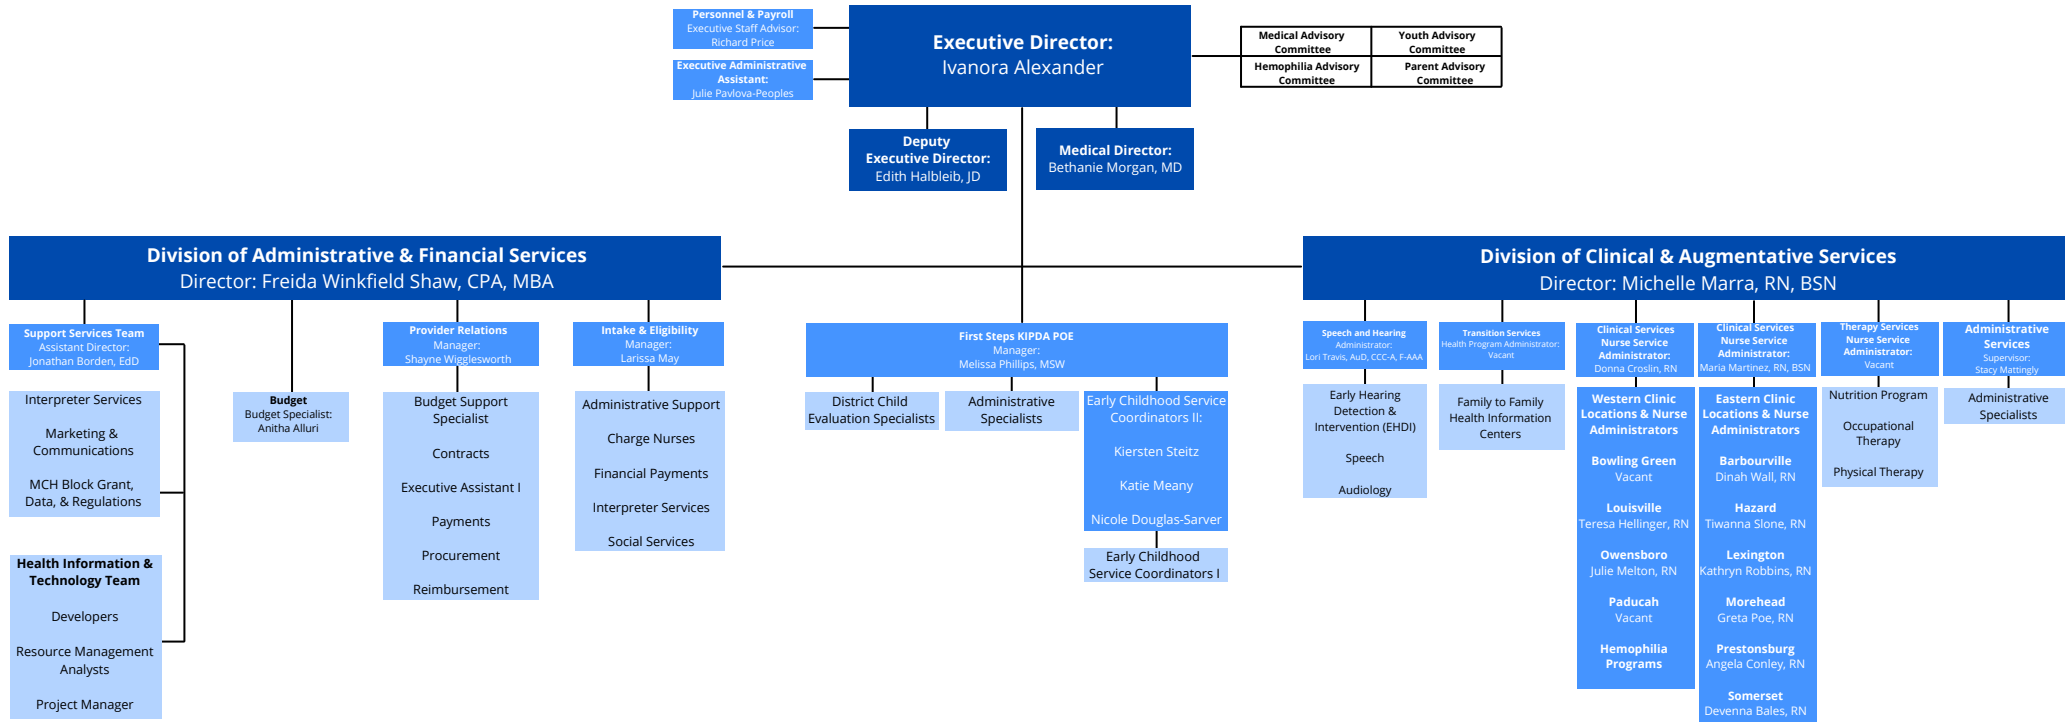 Personnel & Payroll
Executive Staff Advisor:
Richard Price
Executive Administrative
Assistant:
Julie Pavlova-Peoples
Executive Director:
Ivanora Alexander
Medical Advisory
Committee
Youth Advisory
Committee
Hemophilia Advisory
Committee
Parent Advisory
Committee
Deputy
Executive Director:
Edith Halbleib, JD
Medical Director:
Bethanie Morgan, MD
Division of Administrative & Financial Services
Director: Freida Winkfield Shaw, CPA, MBA
Support Services Team
Assistant Director:
Jonathan Borden, EdD
Interpreter Services
Marketing &
Communications
MCH Block Grant,
Data, & Regulations
Health Information &
Technology Team
Developers
Resource Management
Analysts
Project Manager
Budget
Budget Specialist:
Anitha Alluri
Provider Relations
Manager:
Shayne Wigglesworth
Budget Support
Specialist
Contracts
Executive Assistant I
Payments
Procurement
Reimbursement
Intake & Eligibility
Manager:
Larissa May
Administrative Support
Charge Nurses
Financial Payments
Interpreter Services
Social Services
First Steps KIPDA POE
Manager:
Melissa Phillips, MSW
District Child
Evaluation Specialists
Administrative
Specialists
Early Childhood Service
Coordinators II:
Kiersten Steitz
Katie Meany
Nicole Douglas-Sarver
Early Childhood
Service Coordinators I
Division of Clinical & Augmentative Services
Director: Michelle Marra, RN, BSN
Speech and Hearing
Administrator:
Lori Travis, AuD, CCC-A, F-AAA
Early Hearing
Detection &
Intervention (EHDI)
Speech
Audiology
Transition Services
Health Program Administrator:
Vacant
Family to Family
Health Information
Centers
Clinical Services
Nurse Service
Administrator:
Donna Croslin, RN
Western Clinic
Locations & Nurse
Administrators
Bowling Green
Vacant
Louisville
Teresa Hellinger, RN
Owensboro
Julie Melton, RN
Paducah
Vacant
Hemophilia
Programs
Clinical Services
Nurse Service
Administrator:
Maria Martinez, RN, BSN
Eastern Clinic
Locations & Nurse
Administrators
Barbourville
Dinah Wall, RN
Hazard
Tiwanna Slone, RN
Lexington
Kathryn Robbins, RN
Morehead
Greta Poe, RN
Prestonsburg
Angela Conley, RN
Somerset
Devenna Bales, RN
Therapy Services
Nurse Service
Administrator:
Vacant
Nutrition Program
Occupational
Therapy
Physical Therapy
Administrative
Services
Supervisor:
Stacy Mattingly
Administrative
Specialists